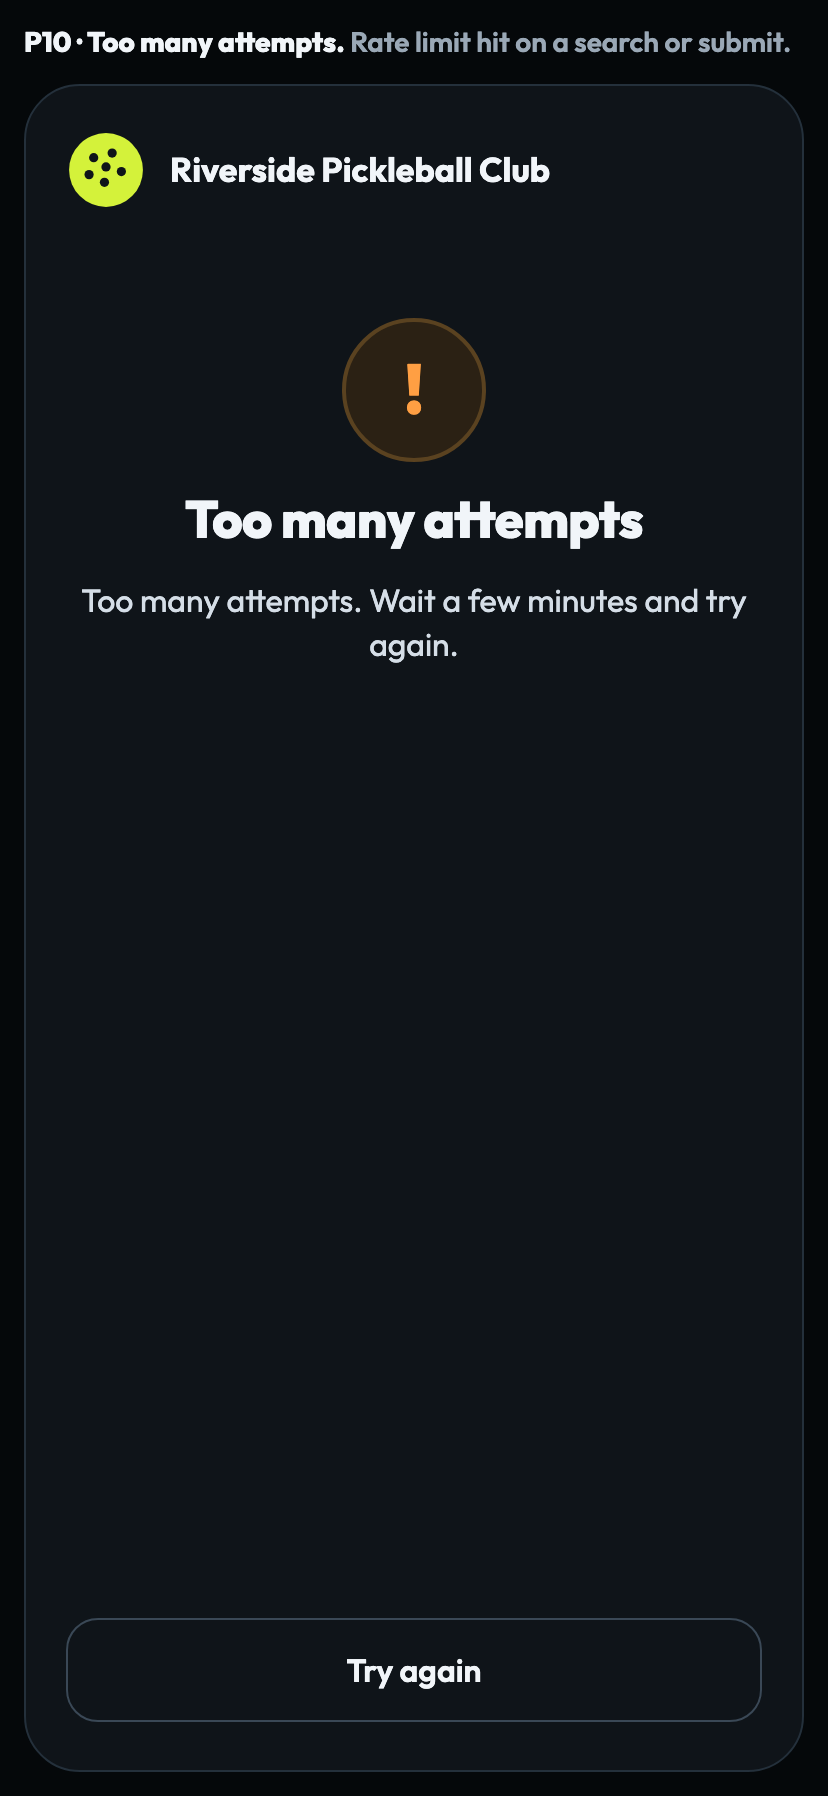 P10 · Too many attempts. Rate limit hit on a search or submit.
Riverside Pickleball Club
!
Too many attempts
Too many attempts. Wait a few minutes and try
again.
Try again